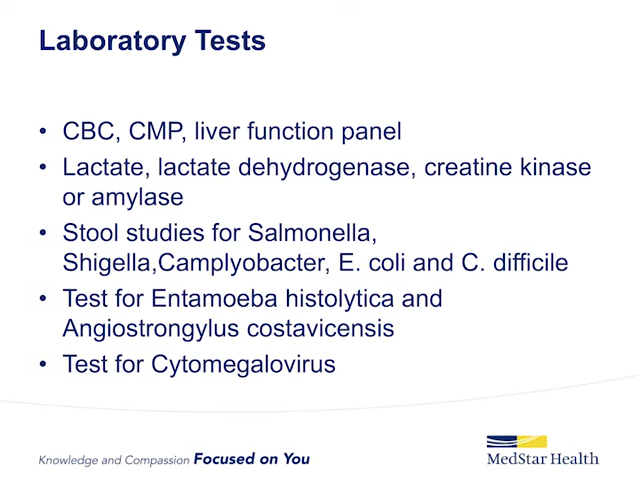 Laboratory Tests
• CBC, CMP, liver function panel
• Lactate, lactate dehydrogenase, creatine kinase
or amylase
• Stool studies for Salmonella,
Shigella,Camplyobacter, E. coli and C. difficile
• Test for Entamoeba histolytica and
Angiostrongylus costavicensis
• Test for Cytomegalovirus
Knowledge and Compassion Focused on You
MedStar Health